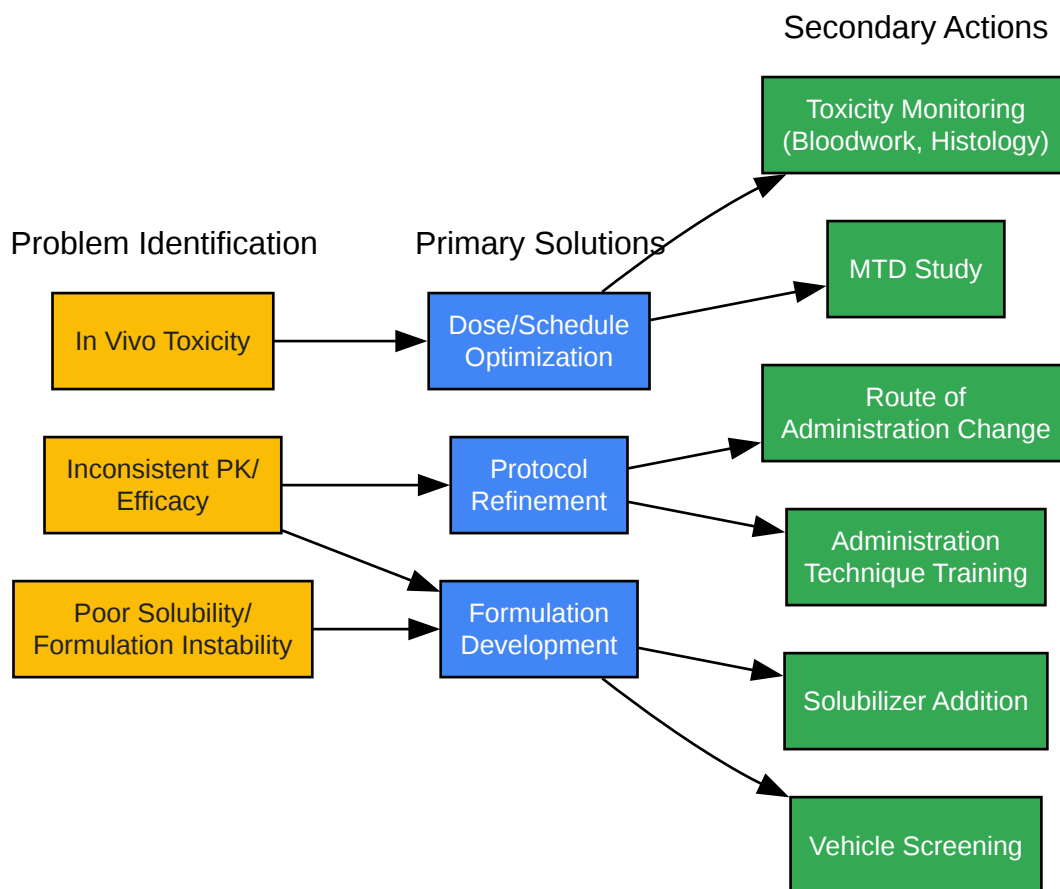 Secondary Actions
Toxicity Monitoring
(Bloodwork, Histology)
Problem Identification
Primary Solutions
MTD Study
In Vivo Toxicity
Dose/Schedule
Optimization
Route of
Administration Change
Inconsistent PK/
Efficacy
Protocol
Refinement
Administration
Technique Training
Poor Solubility/
Formulation Instability
Formulation
Development
Solubilizer Addition
Vehicle Screening